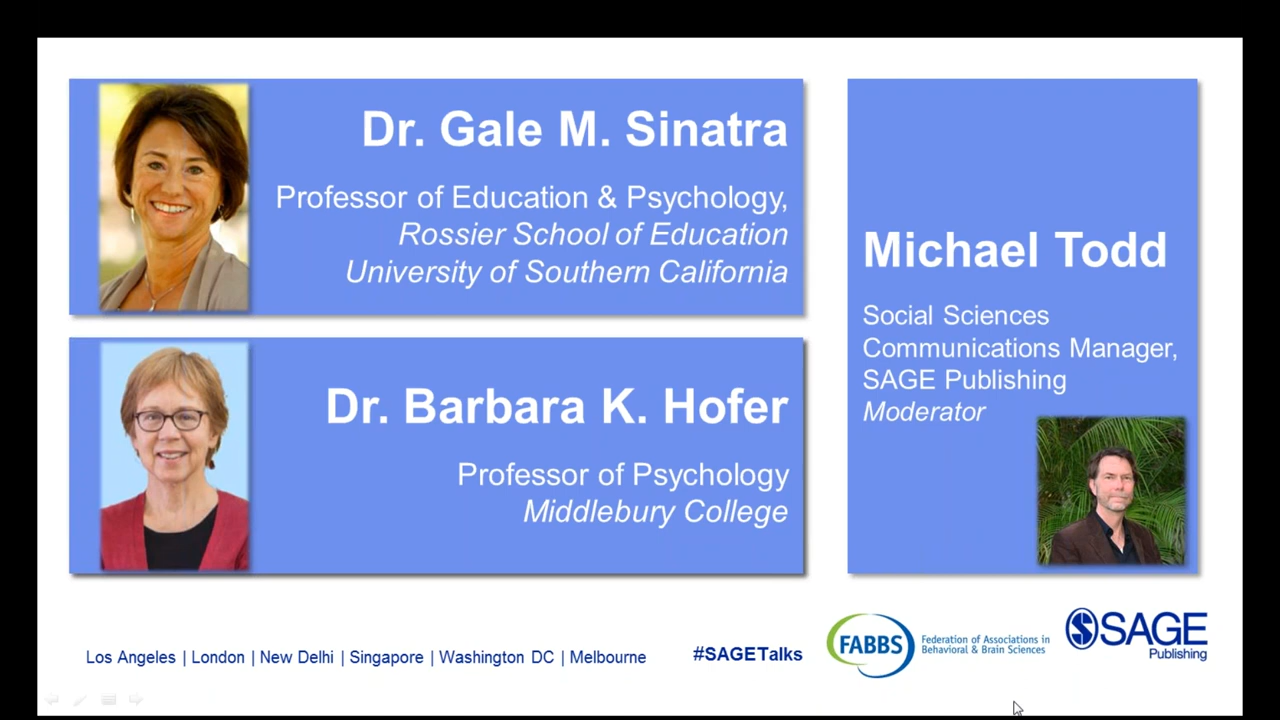 Dr. Gale M. Sinatra
Professor of Education & Psychology,
Rossier School of Education
University of Southern California
Dr. Barbara K. Hofer
Professor of Psychology
Middlebury College
Michael Todd
Social Sciences
Communications Manager,
SAGE Publishing
Moderator
Los Angeles | London | New Delhi | Singapore | Washington DC | Melbourne
#SAGETalks
FABBS
Federation of Associations in
Behavioral & Brain Sciences
SAGE
Publishing